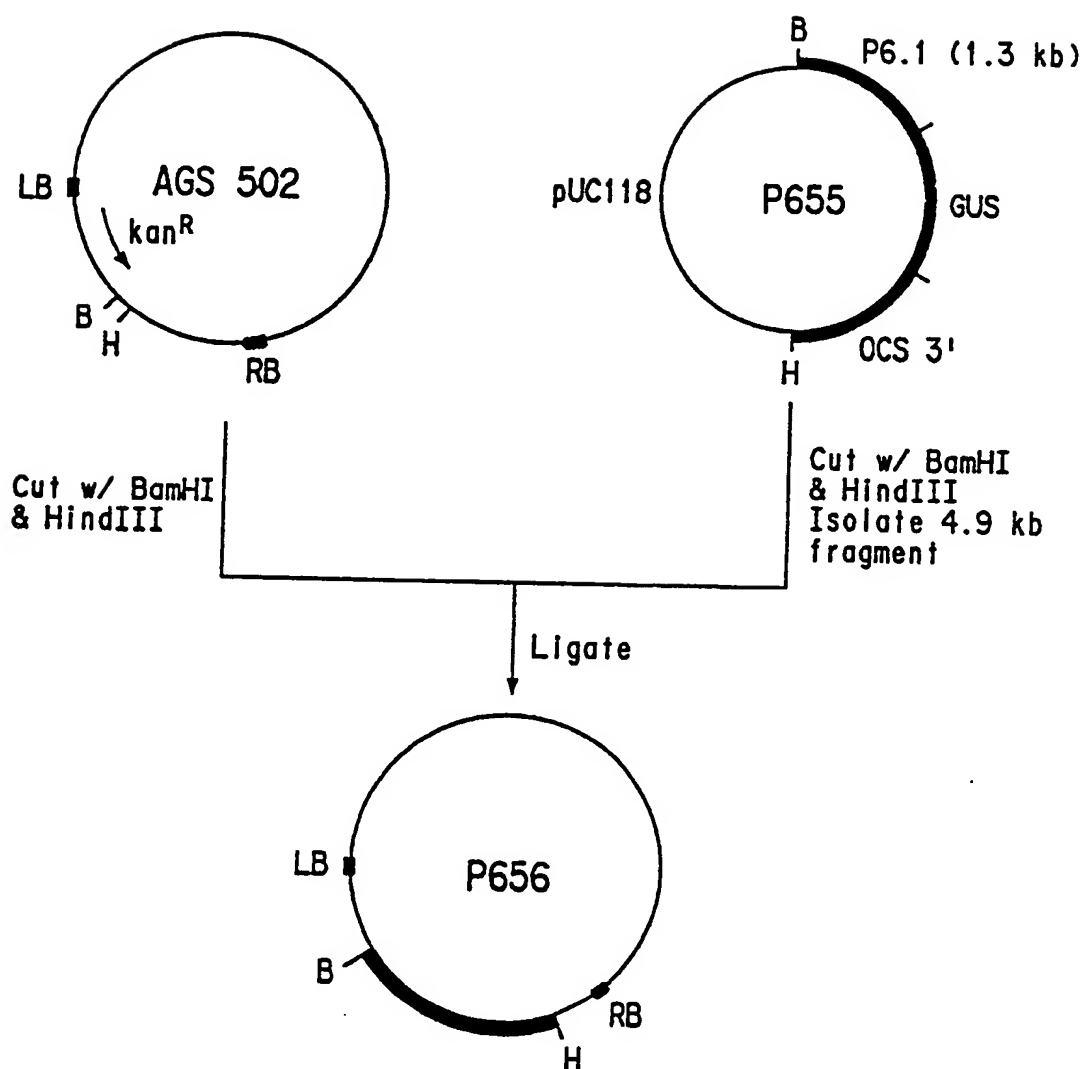 AGS 502
LB
kanR
B
H
RB
B
P6.1 (1.3 kb)
pUC118
P655
GUS
OCS 3'
H
Cut w/ BamHI
& HindIII
Cut w/ BamHI
& HindIII
Isolate 4.9 kb
fragment
Ligate
LB
P656
B
RB
H